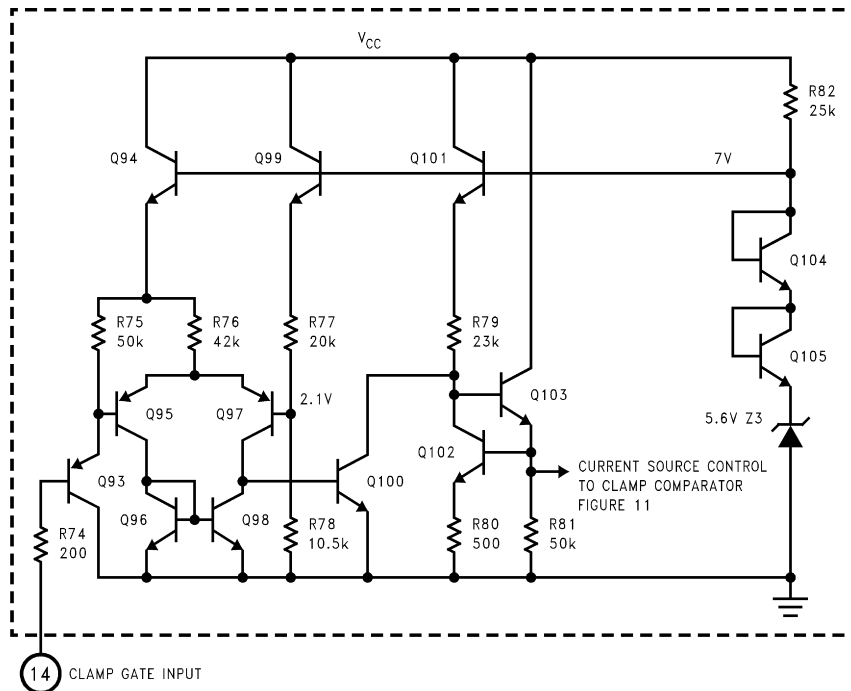 V_CC
R82
25k
Q94
Q99
Q101
7V
Q104
R75
50k
R76
42k
R77
20k
R79
23k
Q105
Q95
Q97
2.1V
Q103
5.6V Z3
Q102
Q93
Q100
CURRENT SOURCE CONTROL
TO CLAMP COMPARATOR
FIGURE 11
Q96
Q98
R74
200
R78
10.5k
R80
500
R81
50k
14 CLAMP GATE INPUT